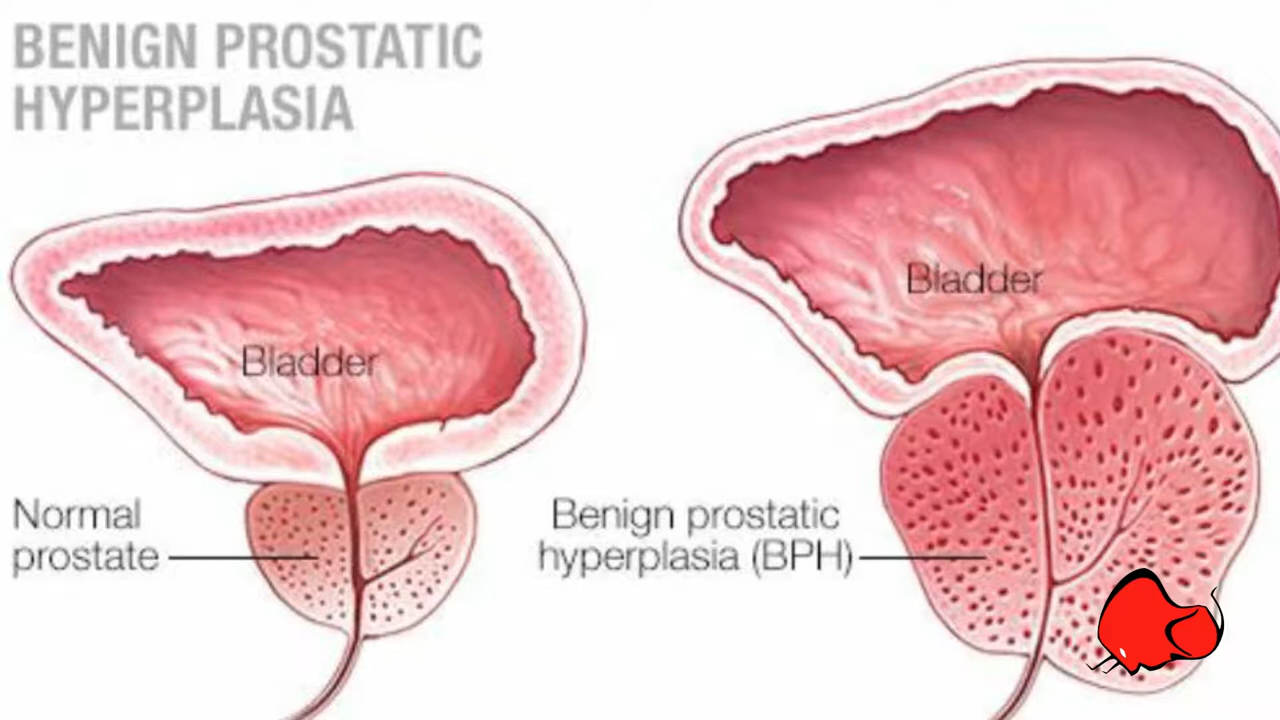 BENIGN PROSTATIC
HYPERPLASIA
Bladder
Normal
prostate
Bladder
Benign prostatic
hyperplasia (BPH)